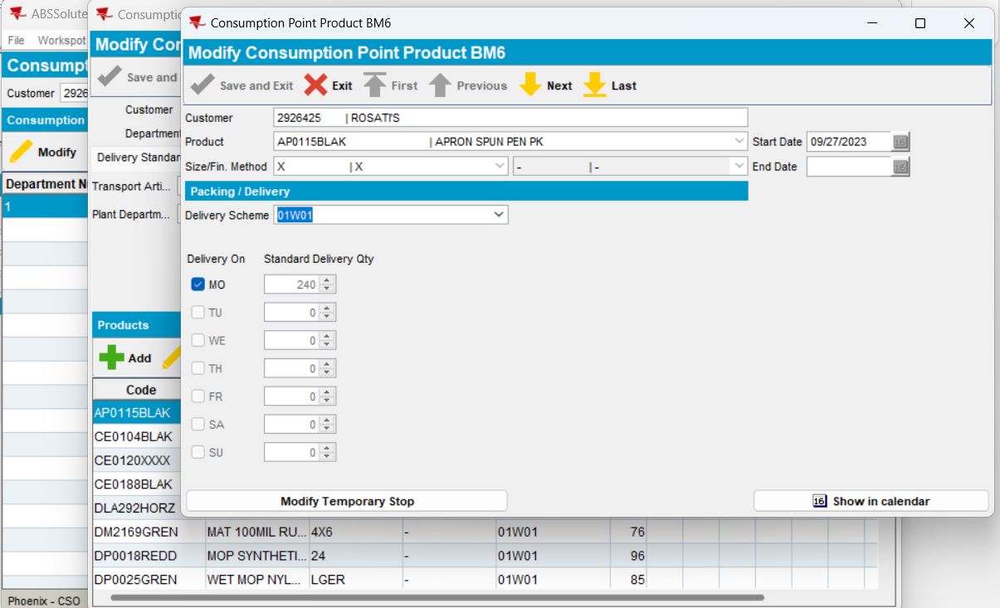 ABSSolute
Consumptio
Consumption Point Product BM6
File Workspot
Modify Con
Modify Consumption Point Product BM6
Consumpt
Save and
Save and Exit Exit First Previous Next Last
Customer 2926
Customer
Customer 2926425 | ROSATI'S
Consumption
Department
Product AP0115BLAK | APRON SPUN PEN PK Start Date 09/27/2023 16
Modify
Delivery Standar
Size/Fin. Method X | X - | - End Date 16
Department N
Transport Arti...
Packing / Delivery
1
Plant Departm...
Delivery Scheme 01W01
Delivery On Standard Delivery Qty
MO 240
TU 0
Products
WE 0
Add
TH 0
Code
FR 0
AP0115BLAK
SA 0
CE0104BLAK
SU 0
CE0120XXXX
CE0188BLAK
Modify Temporary Stop 16 Show in calendar
DLA292HORZ
DM2169GREN MAT 100MIL RU... 4X6 - 01W01 76
DP0018REDD MOP SYNTHETI... 24 - 01W01 96
DP0025GREN WET MOP NYL... LGER - 01W01 85
Phoenix - CSO